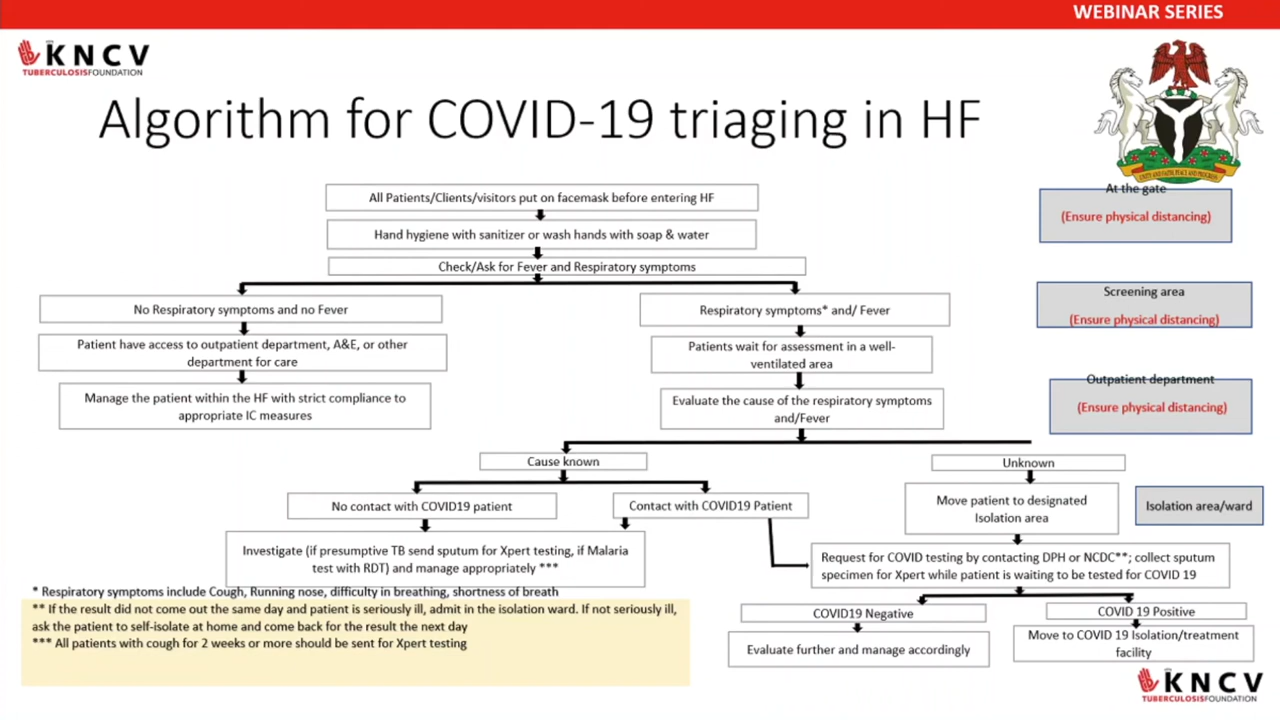 WEBINAR SERIES
KNCV
TUBERCULOSISFOUNDATION
Algorithm for COVID-19 triaging in HF
UNITY AND FAITH, PEACE AND PROGRESS
All Patients/Clients/visitors put on facemask before entering HF
At the gate
(Ensure physical distancing)
Hand hygiene with sanitizer or wash hands with soap & water
Check/Ask for Fever and Respiratory symptoms
Screening area
(Ensure physical distancing)
No Respiratory symptoms and no Fever
Respiratory symptoms* and/ Fever
Patient have access to outpatient department, A&E, or other
department for care
Patients wait for assessment in a well-
ventilated area
Outpatient department
(Ensure physical distancing)
Manage the patient within the HF with strict compliance to
appropriate IC measures
Evaluate the cause of the respiratory symptoms
and/Fever
Cause known
Unknown
No contact with COVID19 patient
Contact with COVID19 Patient
Move patient to designated
Isolation area
Isolation area/ward
Investigate (if presumptive TB send sputum for Xpert testing, if Malaria
test with RDT) and manage appropriately ***
Request for COVID testing by contacting DPH or NCDC**; collect sputum
specimen for Xpert while patient is waiting to be tested for COVID 19
* Respiratory symptoms include Cough, Running nose, difficulty in breathing, shortness of breath
** If the result did not come out the same day and patient is seriously ill, admit in the isolation ward. If not seriously ill,
ask the patient to self-isolate at home and come back for the result the next day
*** All patients with cough for 2 weeks or more should be sent for Xpert testing
COVID19 Negative
COVID 19 Positive
Evaluate further and manage accordingly
Move to COVID 19 Isolation/treatment
facility
KNCV
TUBERCULOSISFOUNDATION